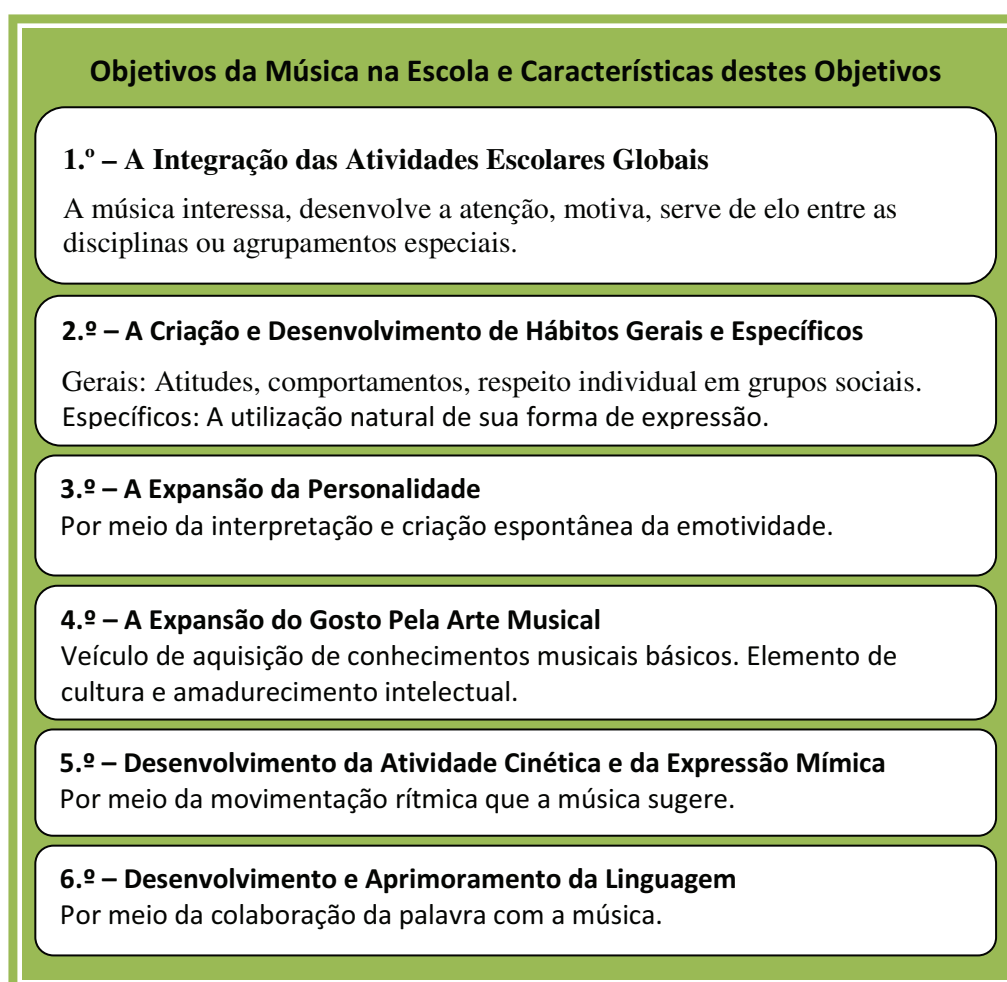 Objetivos da Música na Escola e Características destes Objetivos
1.º – A Integração das Atividades Escolares Globais
A música interessa, desenvolve a atenção, motiva, serve de elo entre as
disciplinas ou agrupamentos especiais.
2.º – A Criação e Desenvolvimento de Hábitos Gerais e Específicos
Gerais: Atitudes, comportamentos, respeito individual em grupos sociais.
Específicos: A utilização natural de sua forma de expressão.
3.º – A Expansão da Personalidade
Por meio da interpretação e criação espontânea da emotividade.
4.º – A Expansão do Gosto Pela Arte Musical
Veículo de aquisição de conhecimentos musicais básicos. Elemento de
cultura e amadurecimento intelectual.
5.º – Desenvolvimento da Atividade Cinética e da Expressão Mímica
Por meio da movimentação rítmica que a música sugere.
6.º – Desenvolvimento e Aprimoramento da Linguagem
Por meio da colaboração da palavra com a música.